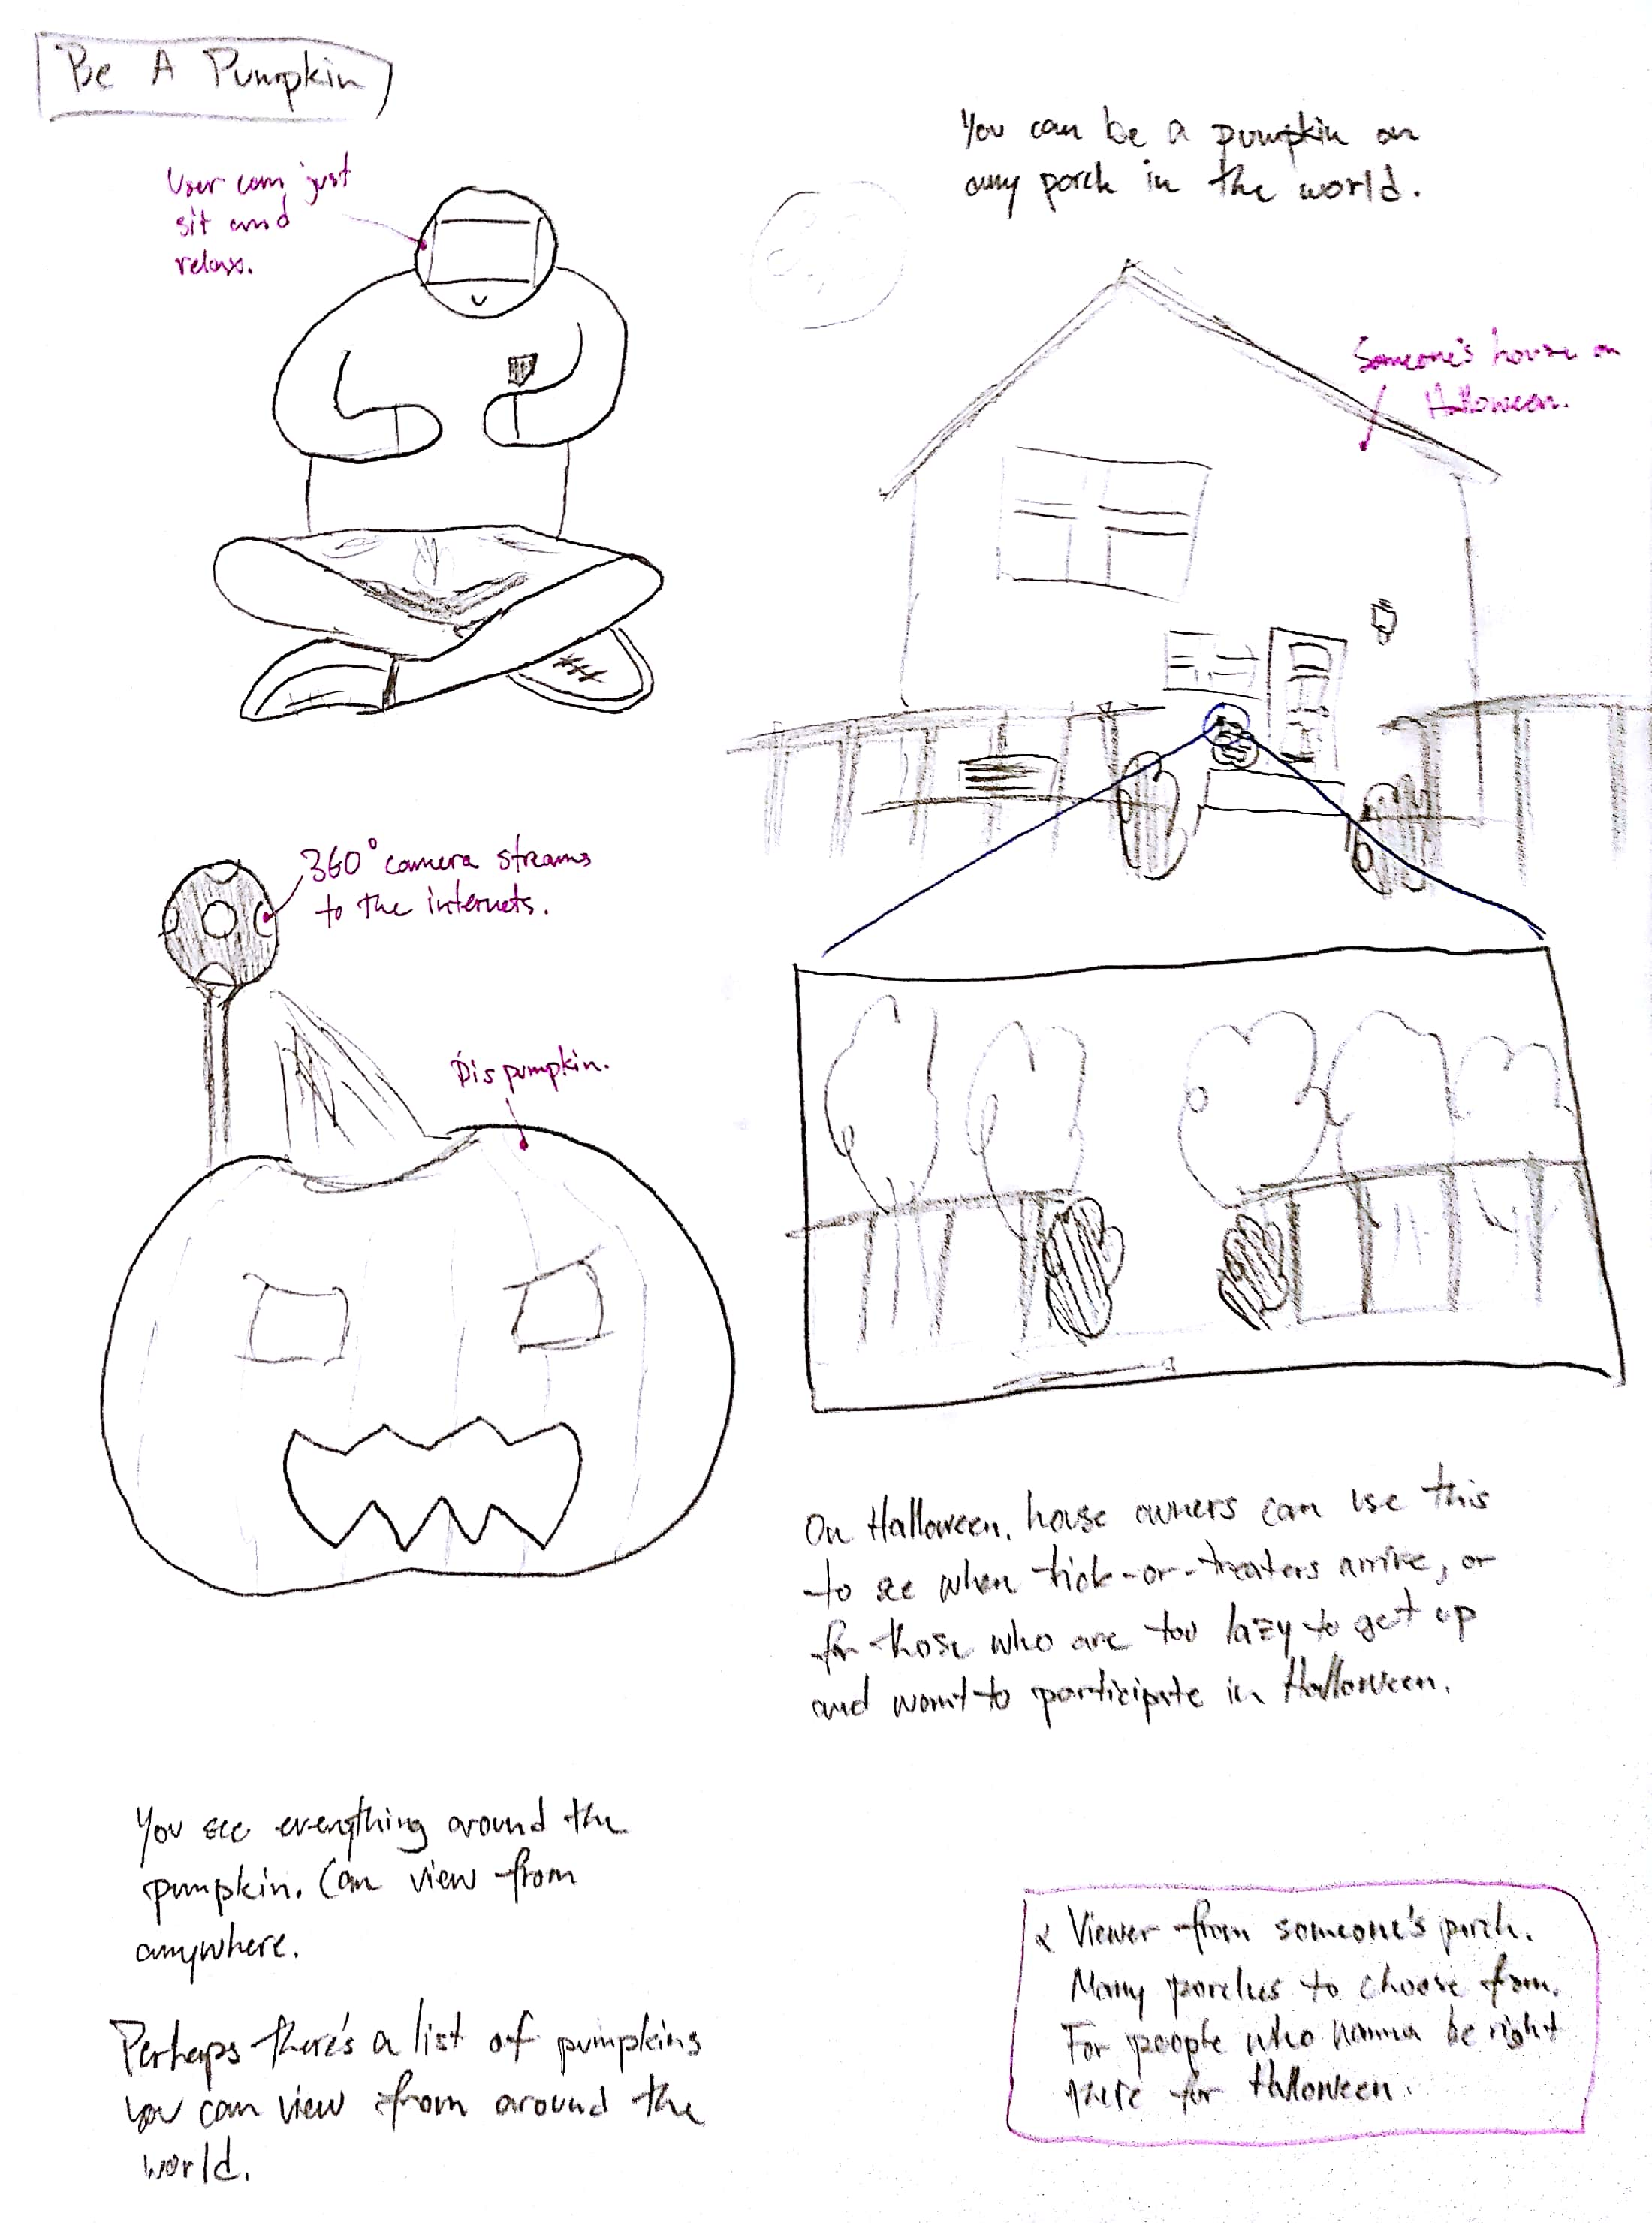 Be A Pumpkin
User can just
sit and
relax.
You can be a pumpkin on
any porch in the world.
Someone's house on
Halloween.
360° camera streams
to the internets.
Dis pumpkin.
On Halloween, house owners can use this
to see when tick-or-treaters arrive, or
for those who are too lazy to get up
and want to participate in Halloween.
You see everything around the
pumpkin. Can view from
anywhere.
Perhaps there's a list of pumpkins
you can view from around the
world.
Viewer from someone's porch.
Many porches to choose from.
For people who wanna be right
there for Halloween.